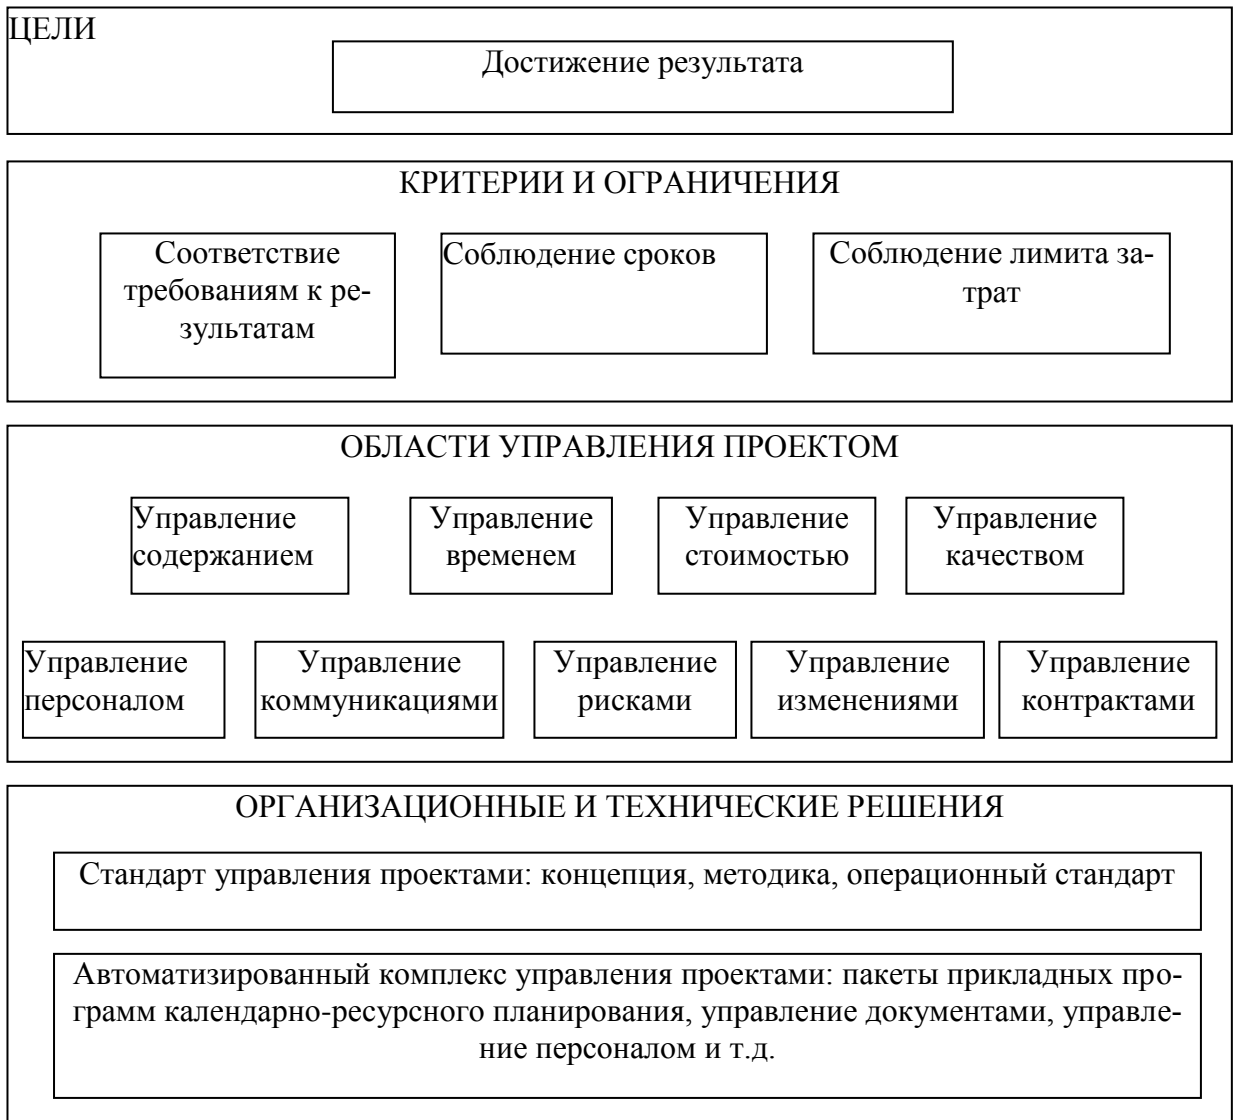 ЦЕЛИ
Достижение результата
КРИТЕРИИ И ОГРАНИЧЕНИЯ
Соответствие
требованиям к ре-
зультатам
Соблюдение сроков
Соблюдение лимита за-
трат
ОБЛАСТИ УПРАВЛЕНИЯ ПРОЕКТОМ
Управление
содержанием
Управление
временем
Управление
стоимостью
Управление
качеством
Управление
персоналом
Управление
коммуникациями
Управление
рисками
Управление
изменениями
Управление
контрактами
ОРГАНИЗАЦИОННЫЕ И ТЕХНИЧЕСКИЕ РЕШЕНИЯ
Стандарт управления проектами: концепция, методика, операционный стандарт
Автоматизированный комплекс управления проектами: пакеты прикладных про-
грамм календарно-ресурсного планирования, управление документами, управле-
ние персоналом и т.д.